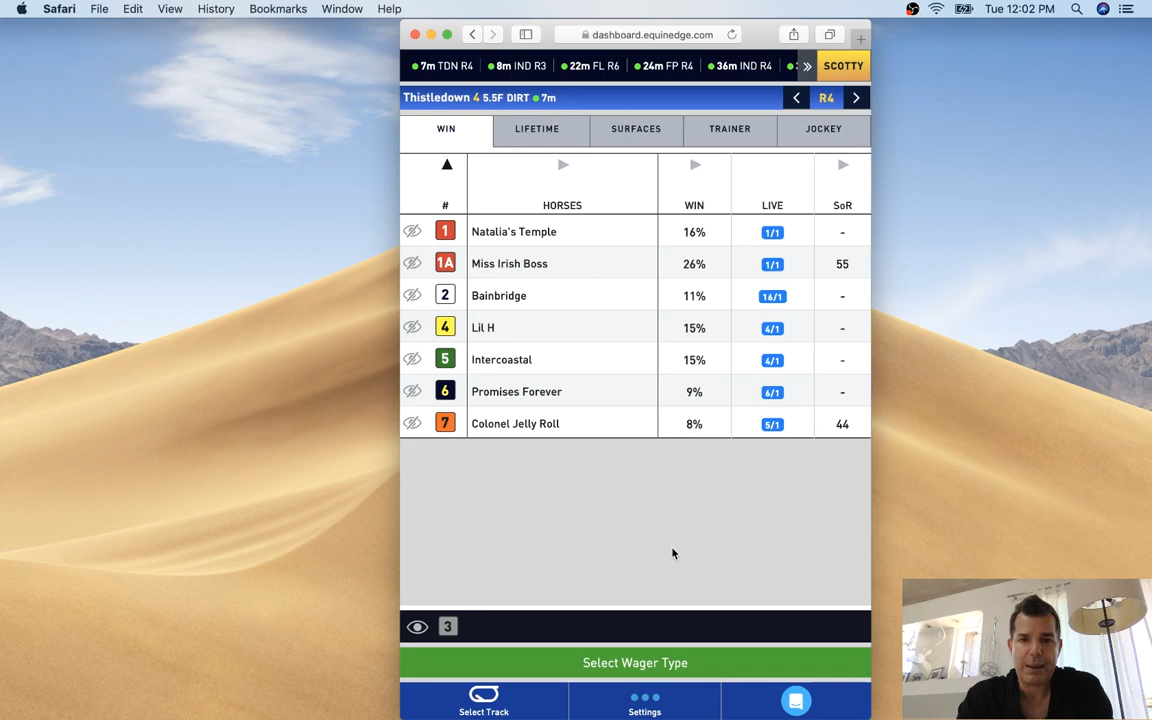 Safari File Edit View History Bookmarks Window Help Tue 12:02 PM
dashboard.equinedge.com
7m TDN R4 8m IND R3 22m FL R6 24m FP R4 36m IND R4 SCOTTY
Thistledown 4 5.5F DIRT 7m R4
WIN LIFETIME SURFACES TRAINER JOCKEY
# HORSES WIN LIVE SoR
1 Natalia's Temple 16% 1/1 -
1A Miss Irish Boss 26% 1/1 55
2 Bainbridge 11% 16/1 -
4 Lil H 15% 4/1 -
5 Intercoastal 15% 4/1 -
6 Promises Forever 9% 6/1 -
7 Colonel Jelly Roll 8% 5/1 44
3
Select Wager Type
Select Track Settings